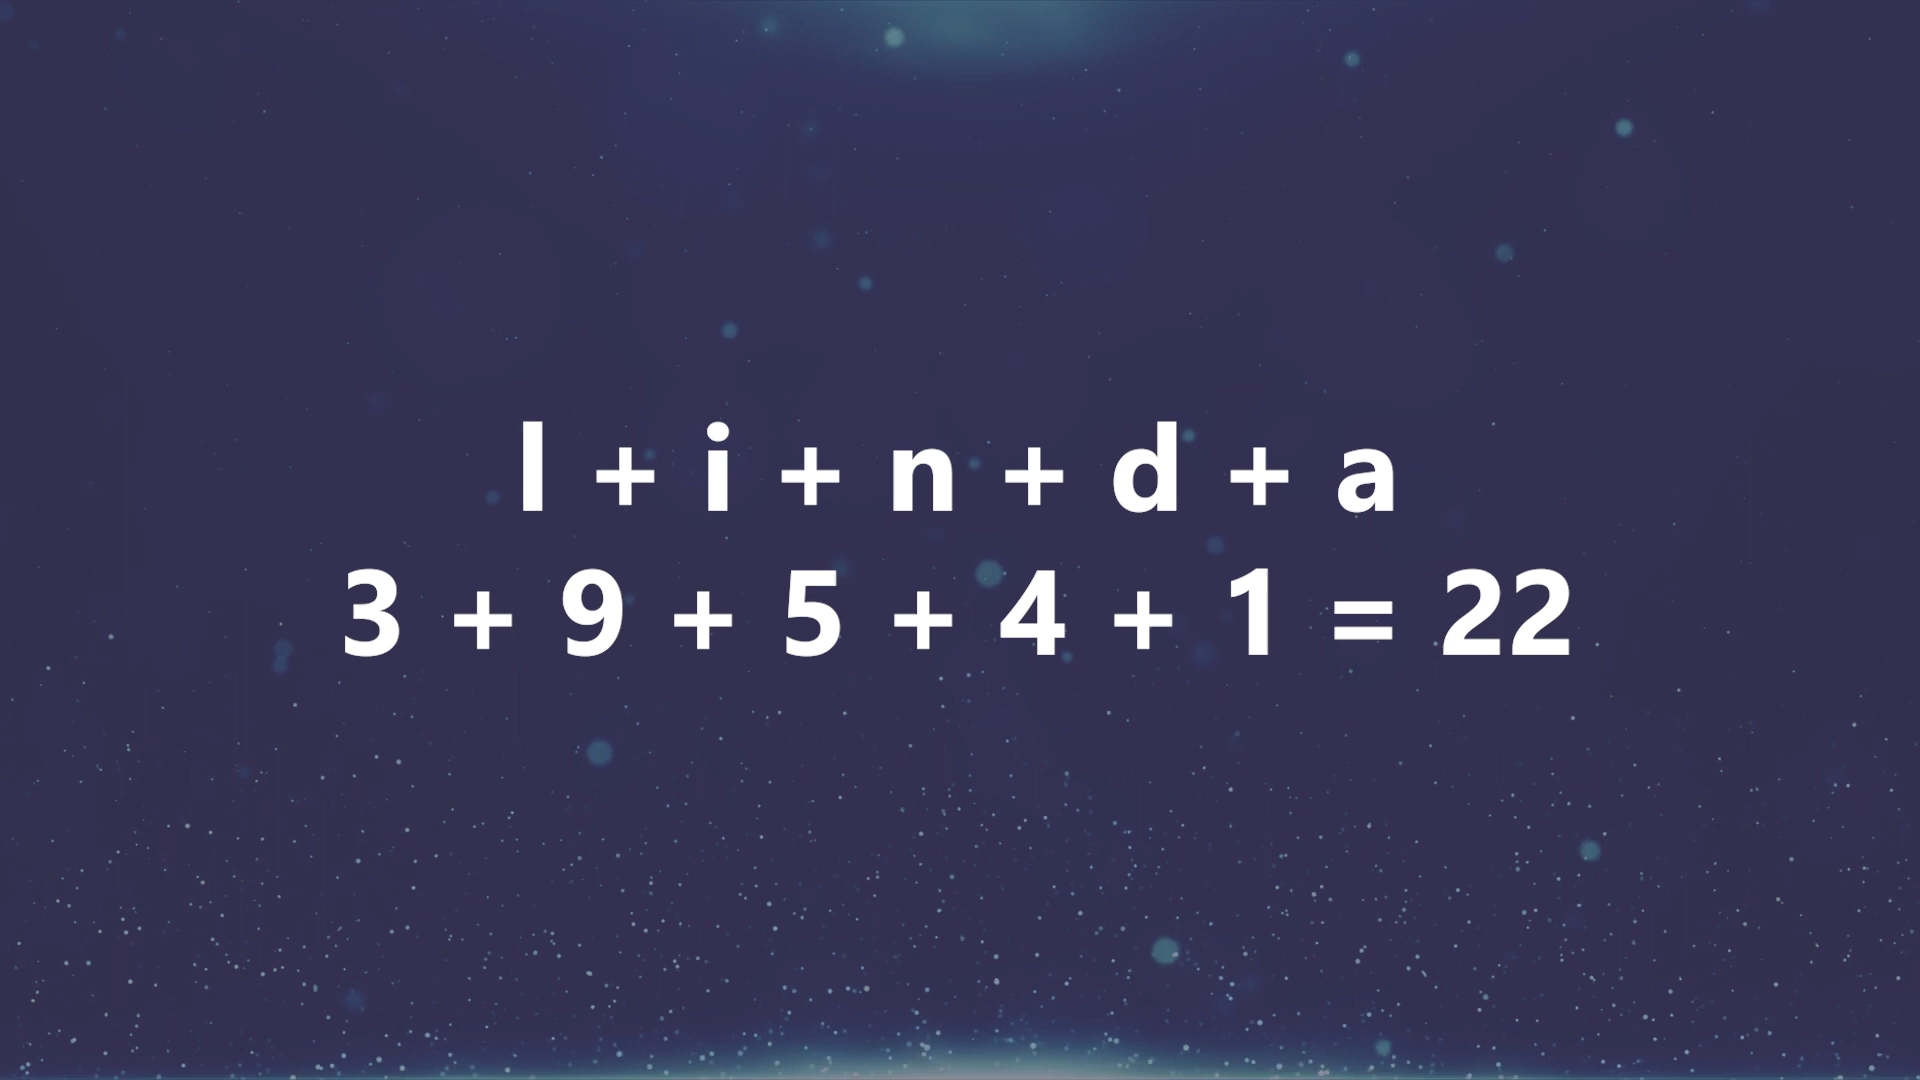 l + i + n + d + a
3 + 9 + 5 + 4 + 1 = 22